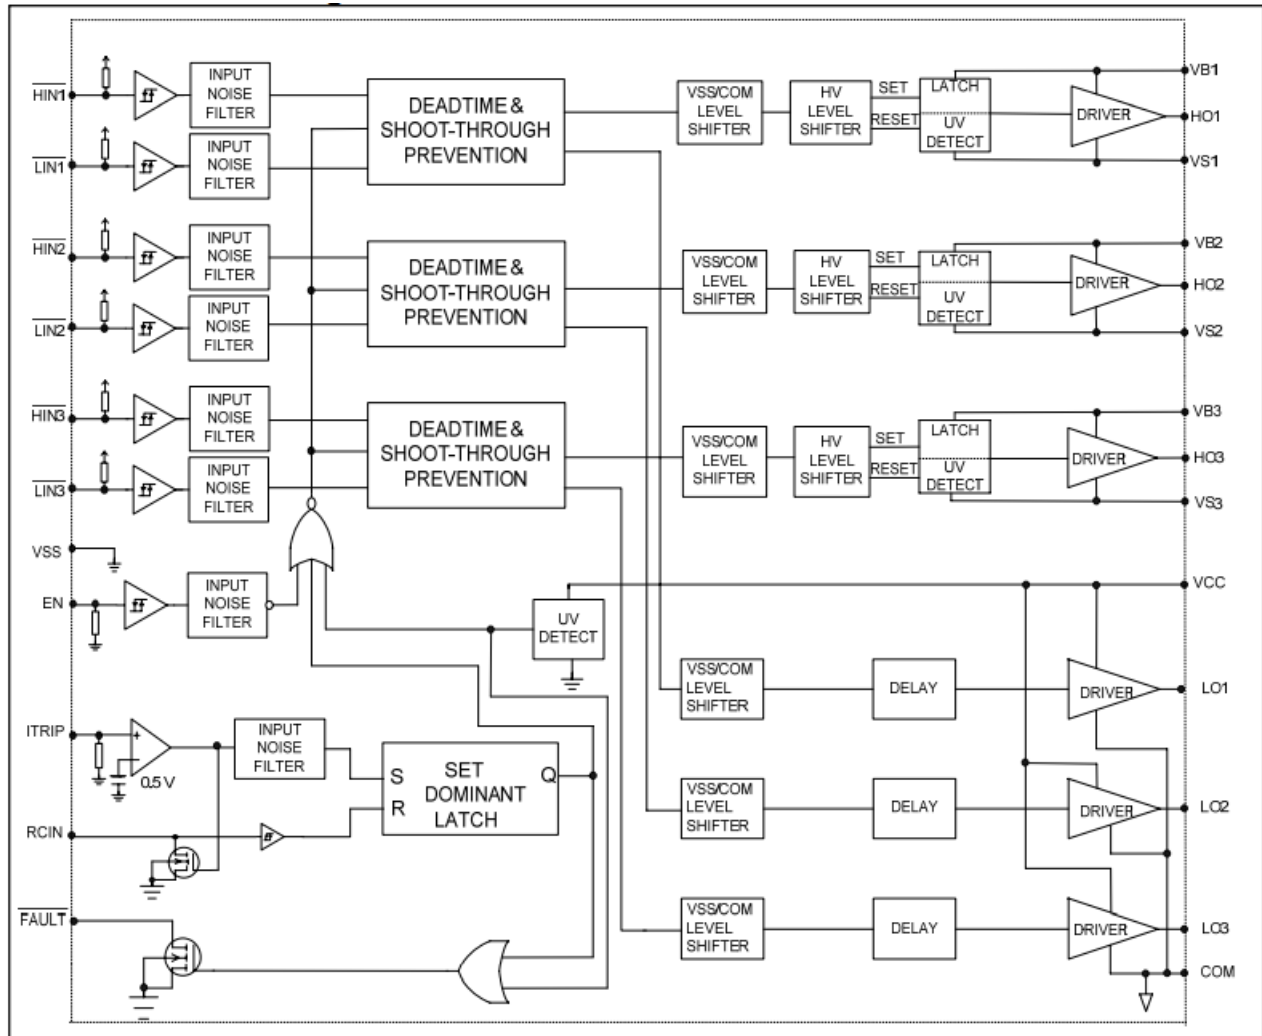 VB1
HIN1
INPUT
NOISE
FILTER
DEADTIME &
SHOOT-THROUGH
PREVENTION
VSS/COM
LEVEL
SHIFTER
HV
LEVEL
SHIFTER
SET
RESET
LATCH
UV
DETECT
DRIVER
HO1
LIN1
INPUT
NOISE
FILTER
VS1
HIN2
INPUT
NOISE
FILTER
DEADTIME &
SHOOT-THROUGH
PREVENTION
VSS/COM
LEVEL
SHIFTER
HV
LEVEL
SHIFTER
SET
RESET
LATCH
UV
DETECT
DRIVER
VB2
HO2
LIN2
INPUT
NOISE
FILTER
VS2
HIN3
INPUT
NOISE
FILTER
DEADTIME &
SHOOT-THROUGH
PREVENTION
VSS/COM
LEVEL
SHIFTER
HV
LEVEL
SHIFTER
SET
RESET
LATCH
UV
DETECT
DRIVER
VB3
HO3
LIN3
INPUT
NOISE
FILTER
VS3
VSS
EN
INPUT
NOISE
FILTER
UV
DETECT
VCC
VSS/COM
LEVEL
SHIFTER
DELAY
DRIVER
LO1
ITRIP
+
0.5 V
INPUT
NOISE
FILTER
S
R
SET
DOMINANT
LATCH
Q
VSS/COM
LEVEL
SHIFTER
DELAY
DRIVER
LO2
RCIN
FAULT
VSS/COM
LEVEL
SHIFTER
DELAY
DRIVER
LO3
COM